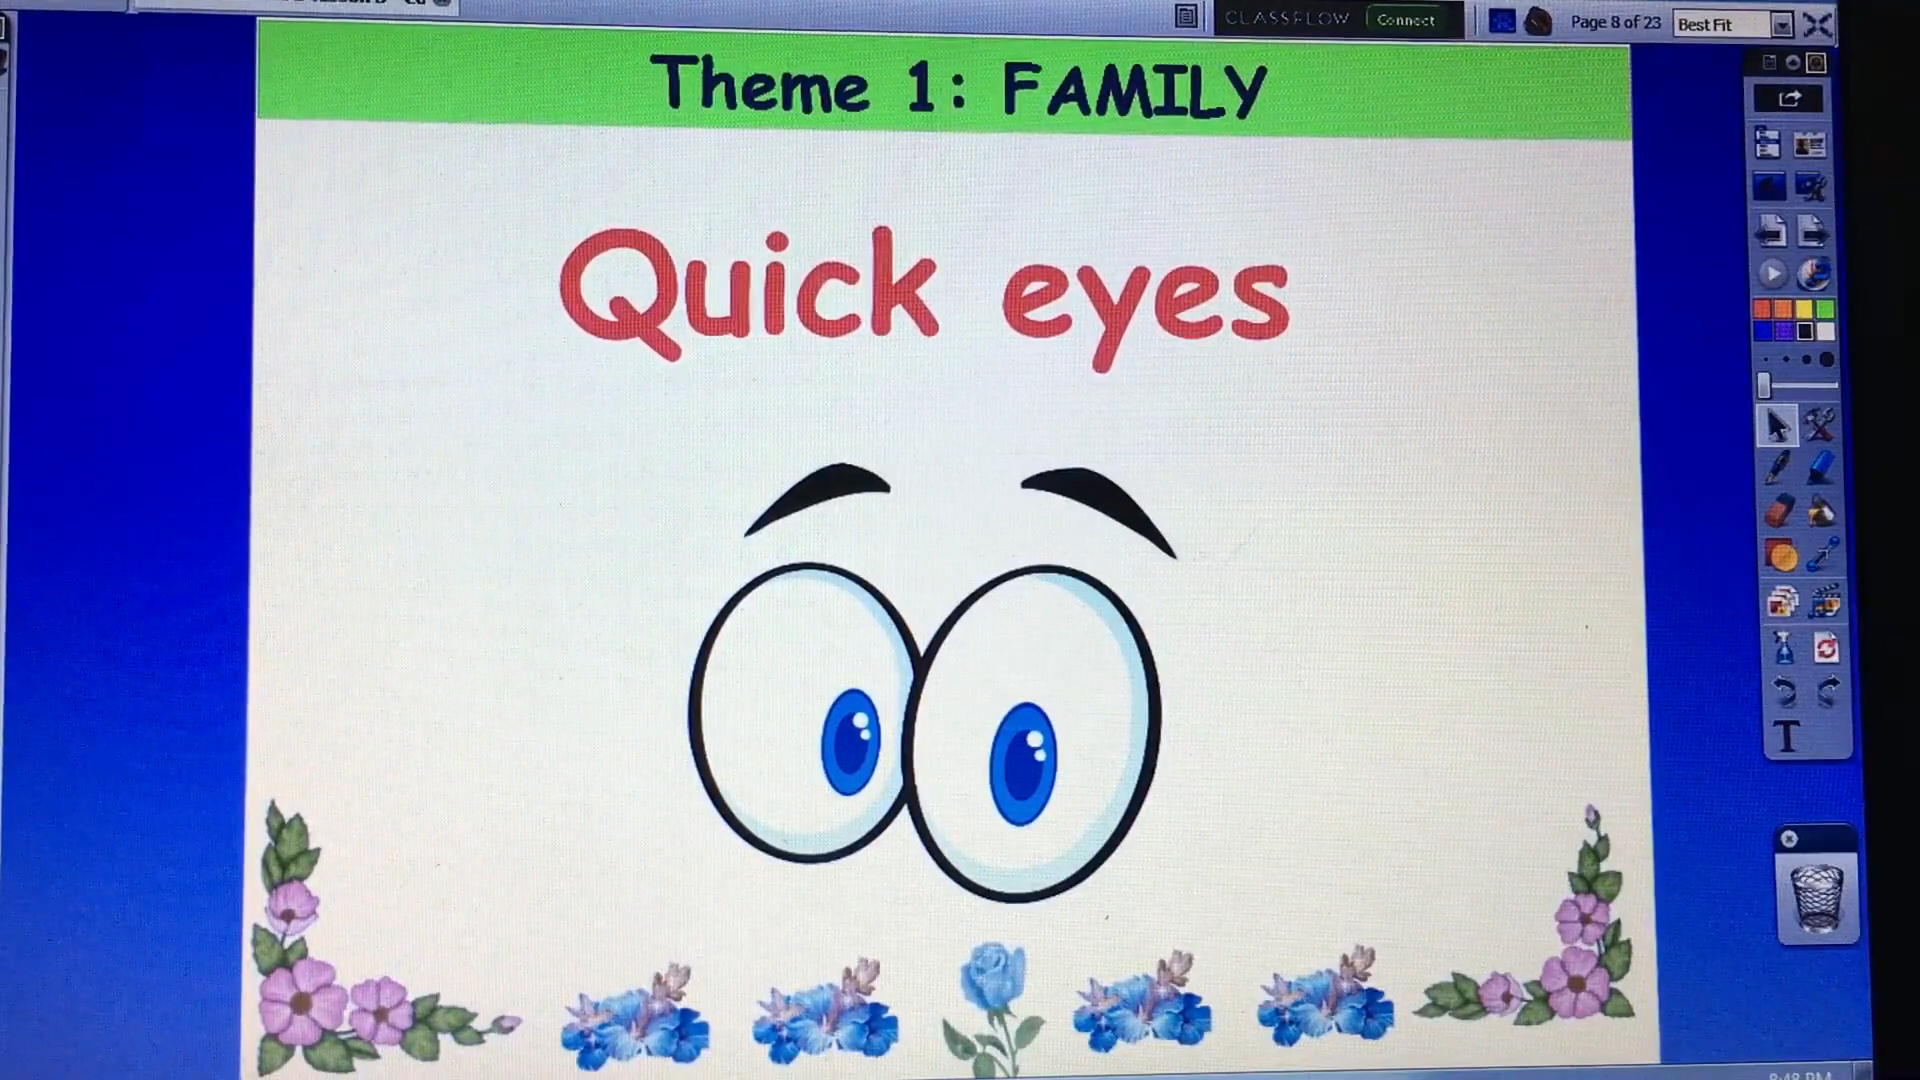 CLASSFLOW Connect Page 8 of 23 Best Fit
Theme 1: FAMILY
Quick eyes
T